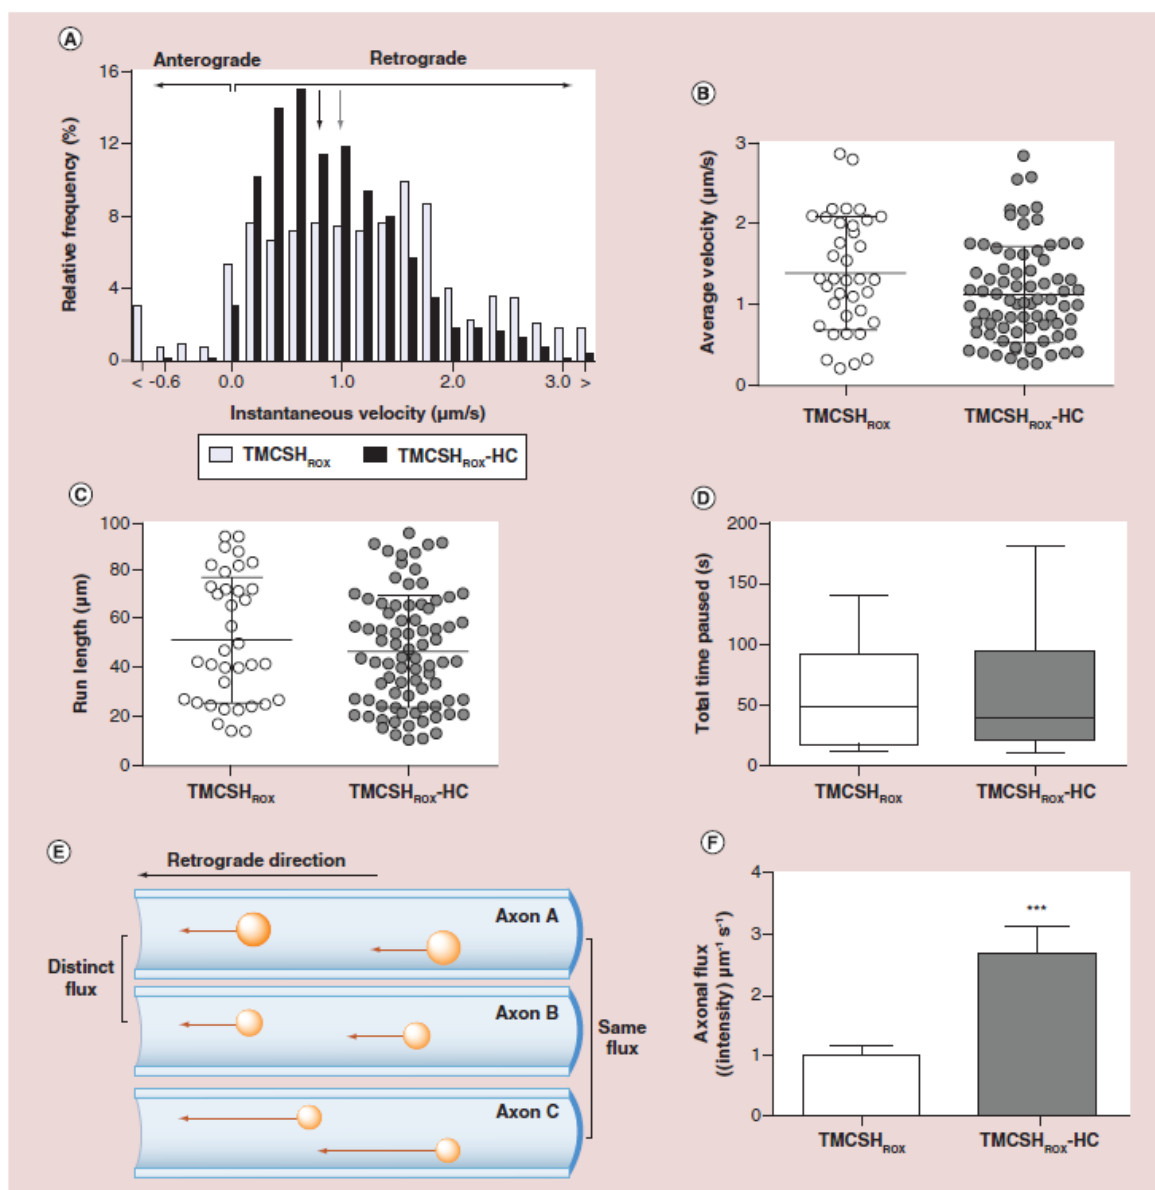 A
Anterograde
Retrograde
16
12
8
4
0
Relative frequency (%)
< -0.6 0.0 1.0 2.0 3.0 >
Instantaneous velocity (µm/s)
TMCSHROX TMCSHROX-HC
B
3
2
1
0
Average velocity (µm/s)
TMCSHROX TMCSHROX-HC
C
100
80
60
40
20
0
Run length (µm)
TMCSHROX TMCSHROX-HC
D
200
150
100
50
0
Total time paused (s)
TMCSHROX TMCSHROX-HC
E
Retrograde direction
Axon A
Distinct
flux
Axon B
Same
flux
Axon C
F
4
3
2
1
0
Axonal flux
((intensity) µm-1 s-1)
***
TMCSHROX TMCSHROX-HC